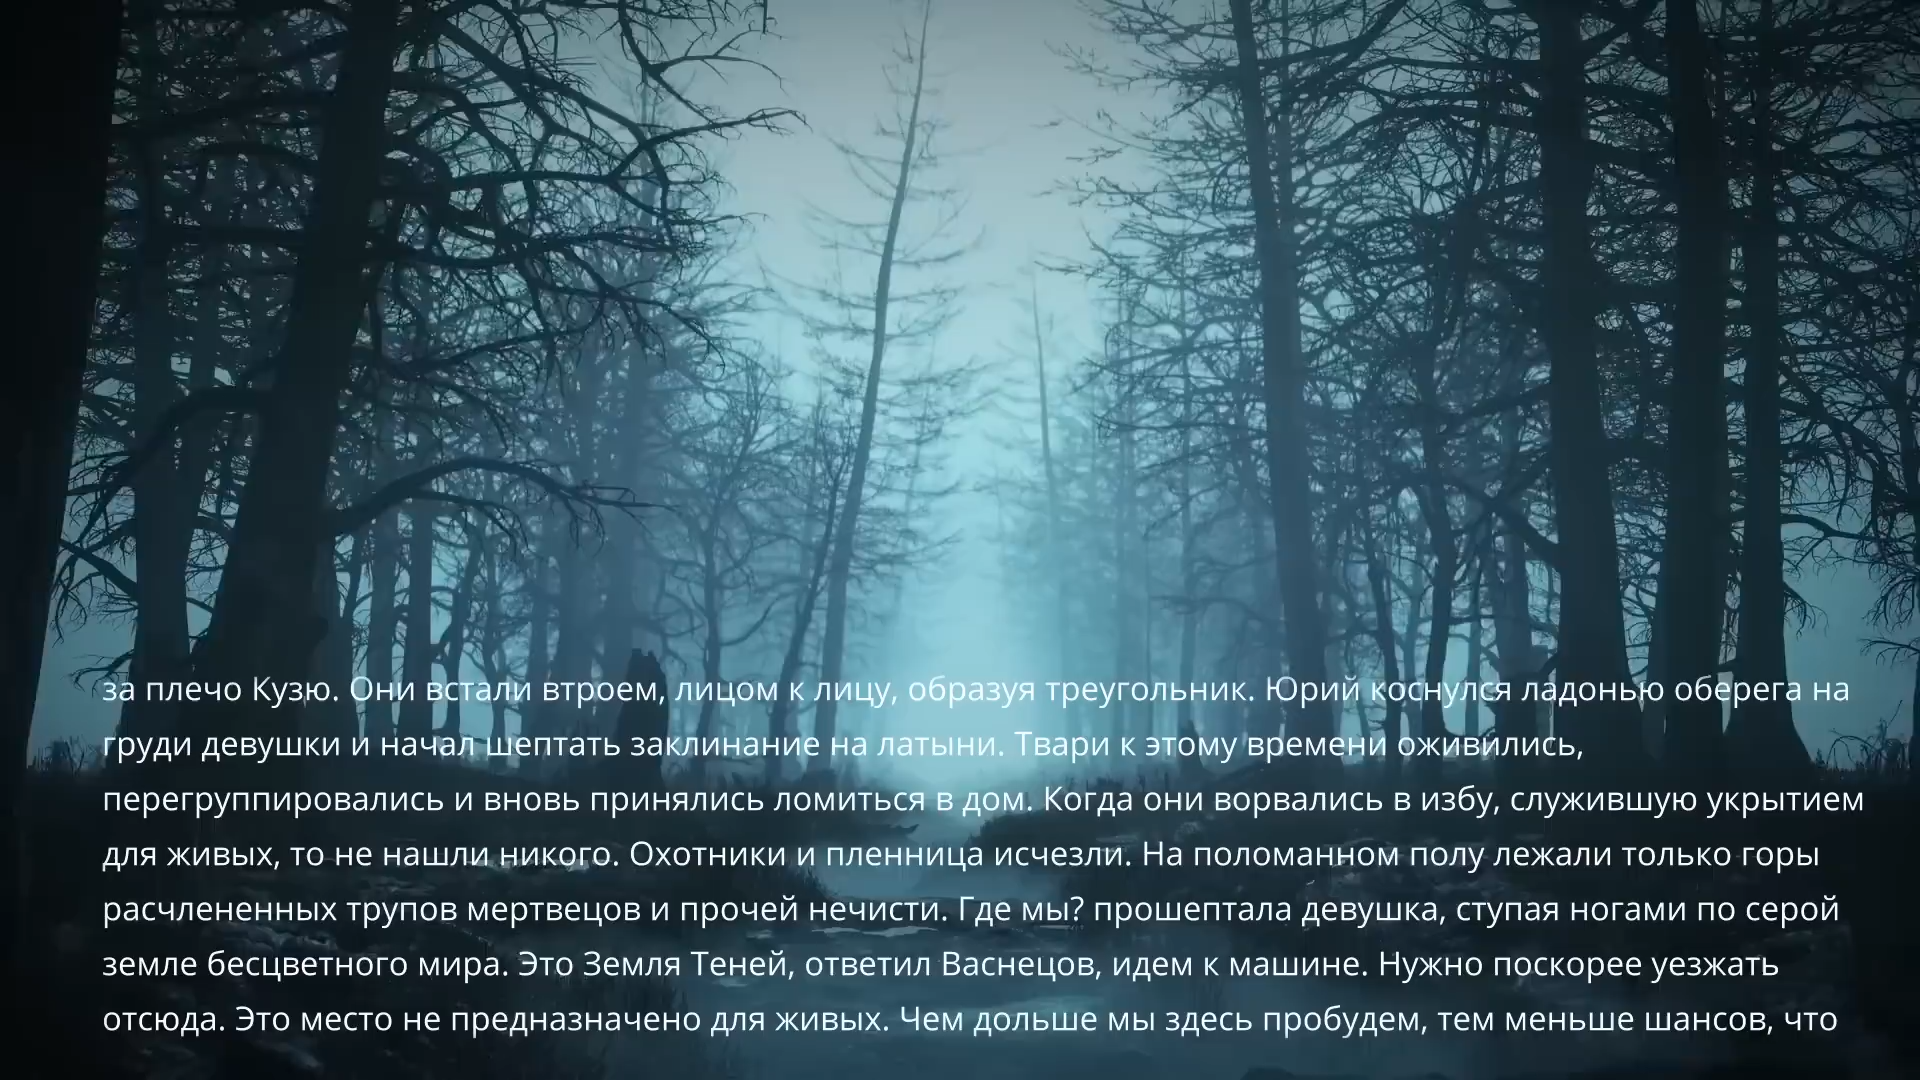 за плечо Кузю. Они встали втроем, лицом к лицу, образуя треугольник. Юрий коснулся ладонью оберега на
груди девушки и начал шептать заклинание на латыни. Твари к этому времени оживились,
перегруппировались и вновь принялись ломиться в дом. Когда они ворвались в избу, служившую укрытием
для живых, то не нашли никого. Охотники и пленница исчезли. На поломанном полу лежали только горы
расчлененных трупов мертвецов и прочей нечисти. Где мы? прошептала девушка, ступая ногами по серой
земле бесцветного мира. Это Земля Теней, ответил Васнецов, идем к машине. Нужно поскорее уезжать
отсюда. Это место не предназначено для живых. Чем дольше мы здесь пробудем, тем меньше шансов, что